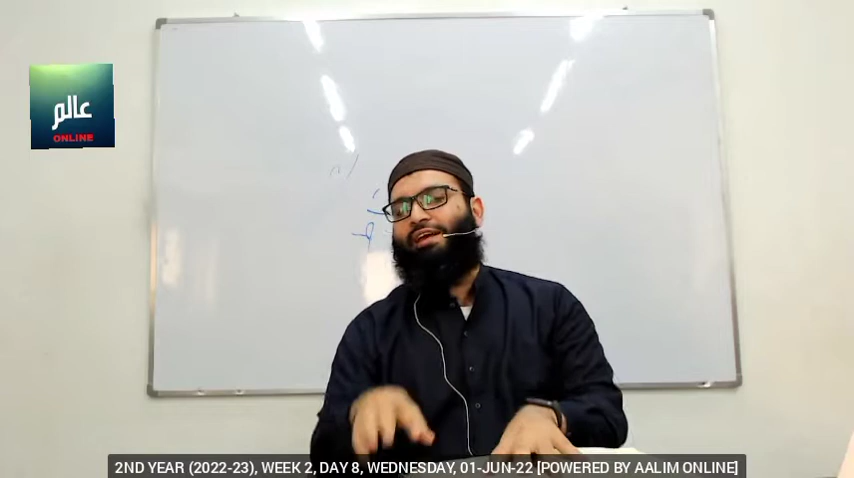 عالم
ONLINE
2ND YEAR (2022-23), WEEK 2, DAY 8, WEDNESDAY, 01-JUN-22 [POWERED BY AALIM ONLINE]